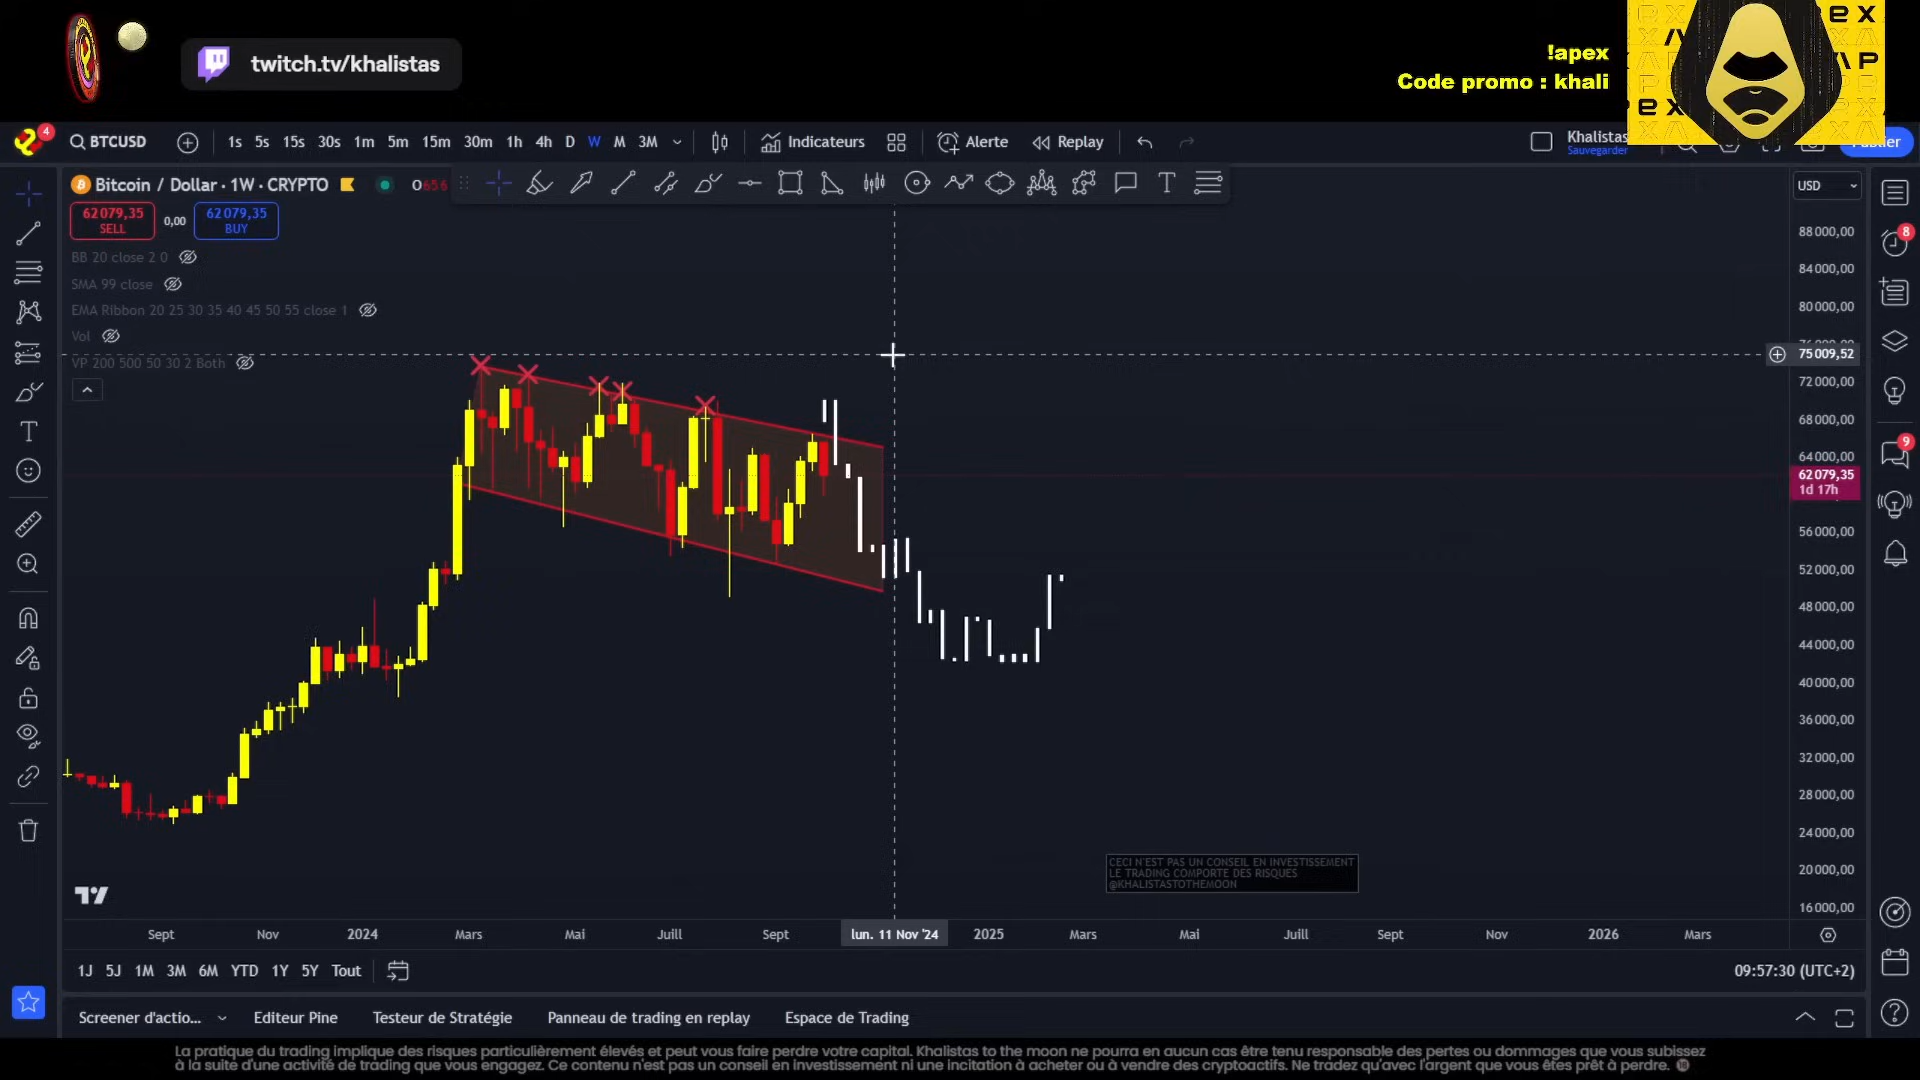 !apex
Code promo : khali
twitch.tv/khalistas
4
BTCUSD
1s 5s 15s 30s 1m 5m 15m 30m 1h 4h D W M 3M
Indicateurs
Alerte
Replay
Khalistas
Sauvegarder
Bitcoin / Dollar · 1W · CRYPTO
USD
62 079,35
SELL
0,00
62 079,35
BUY
BB 20 close 2 0
SMA 99 close
EMA Ribbon 20 25 30 35 40 45 50 55 close 1
Vol
VP 200 500 50 30 2 Both
88 000,00
84 000,00
80 000,00
75 009,52
72 000,00
68 000,00
64 000,00
62 079,35
1d 17h
56 000,00
52 000,00
48 000,00
44 000,00
40 000,00
36 000,00
32 000,00
28 000,00
24 000,00
20 000,00
16 000,00
8
9
CECI N'EST PAS UN CONSEIL EN INVESTISSEMENT
LE TRADING COMPORTE DES RISQUES
@KHALISTASTOTHEMOON
Sept Nov 2024 Mars Mai Juill Sept lun. 11 Nov '24 2025 Mars Mai Juill Sept Nov 2026 Mars
1J 5J 1M 3M 6M YTD 1Y 5Y Tout
09:57:30 (UTC+2)
Screener d'actio... Editeur Pine Testeur de Stratégie Panneau de trading en replay Espace de Trading
La pratique du trading implique des risques particulièrement élevés et peut vous faire perdre votre capital. Khalistas to the moon ne pourra en aucun cas être tenu responsable des pertes ou dommages que vous subissez
à la suite d'une activité de trading que vous engagez. Ce contenu n'est pas un conseil en investissement ni une incitation à acheter ou à vendre des cryptoactifs. Ne tradez qu'avec l'argent que vous êtes prêt à perdre.